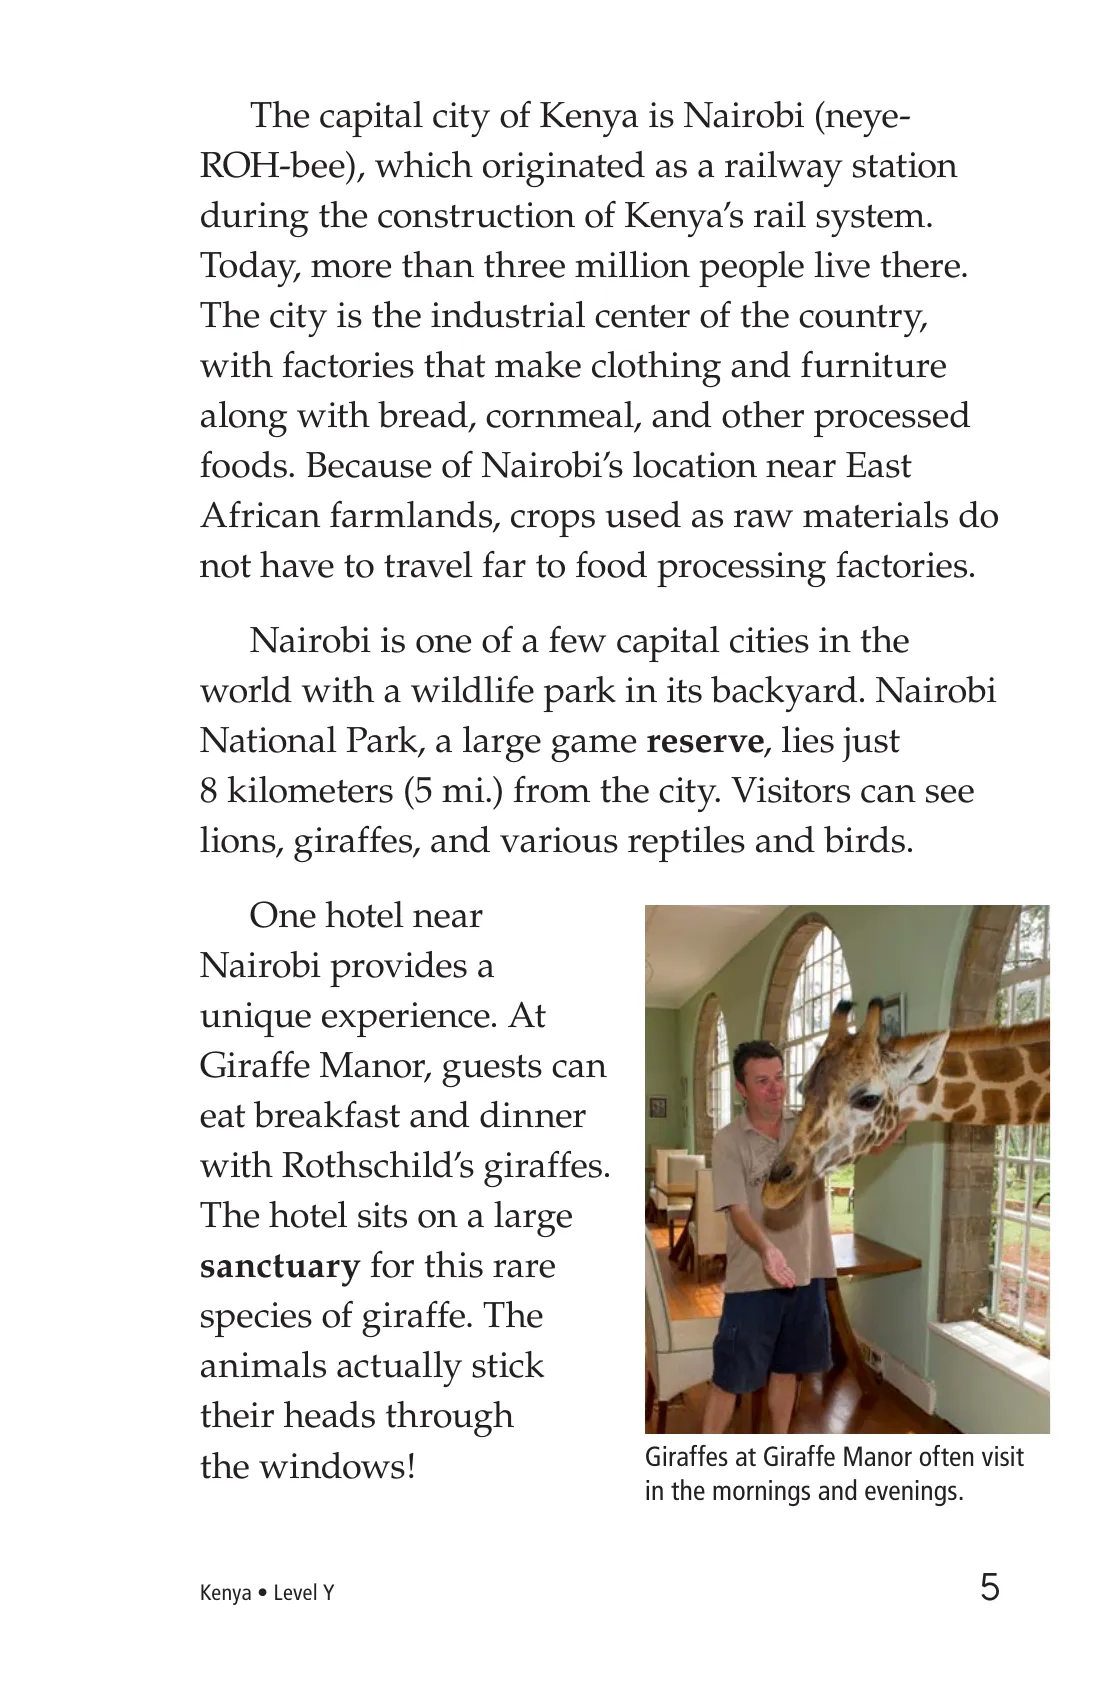 The capital city of Kenya is Nairobi (neye-
ROH-bee), which originated as a railway station
during the construction of Kenya’s rail system.
Today, more than three million people live there.
The city is the industrial center of the country,
with factories that make clothing and furniture
along with bread, cornmeal, and other processed
foods. Because of Nairobi’s location near East
African farmlands, crops used as raw materials do
not have to travel far to food processing factories.
Nairobi is one of a few capital cities in the
world with a wildlife park in its backyard. Nairobi
National Park, a large game reserve, lies just
8 kilometers (5 mi.) from the city. Visitors can see
lions, giraffes, and various reptiles and birds.
One hotel near
Nairobi provides a
unique experience. At
Giraffe Manor, guests can
eat breakfast and dinner
with Rothschild’s giraffes.
The hotel sits on a large
sanctuary for this rare
species of giraffe. The
animals actually stick
their heads through
the windows!
Giraffes at Giraffe Manor often visit
in the mornings and evenings.
Kenya • Level Y
5